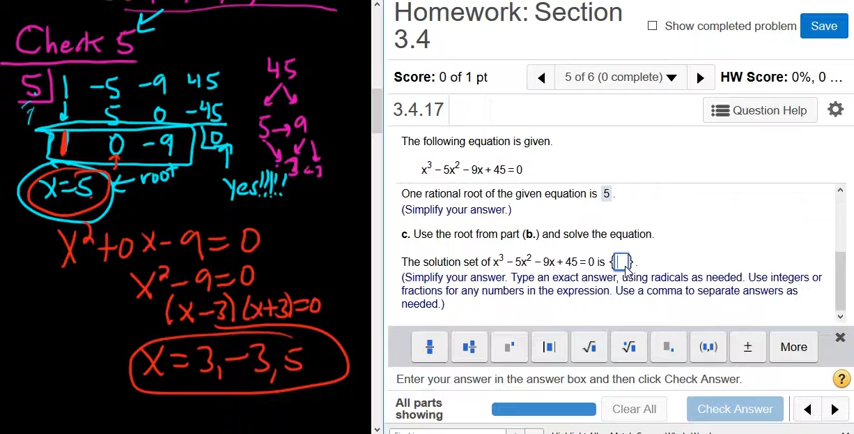 Check 5
5 1 -5 -9 45
5 0 -45
1 0 -9 0
x=5 ← root yes!!!!!
45
5 → 9
3 3
x² + 0x - 9 = 0
x² - 9 = 0
(x-3)(x+3)=0
x = 3, -3, 5
Homework: Section 3.4
Show completed problem
Save
Score: 0 of 1 pt
5 of 6 (0 complete)
HW Score: 0%, 0 ...
3.4.17
Question Help
The following equation is given.
x³ - 5x² - 9x + 45 = 0
One rational root of the given equation is 5
(Simplify your answer.)
c. Use the root from part (b.) and solve the equation.
The solution set of x³ - 5x² - 9x + 45 = 0 is { }.
(Simplify your answer. Type an exact answer, using radicals as needed. Use integers or
fractions for any numbers in the expression. Use a comma to separate answers as
needed.)
More
Enter your answer in the answer box and then click Check Answer.
?
All parts
showing
Clear All
Check Answer